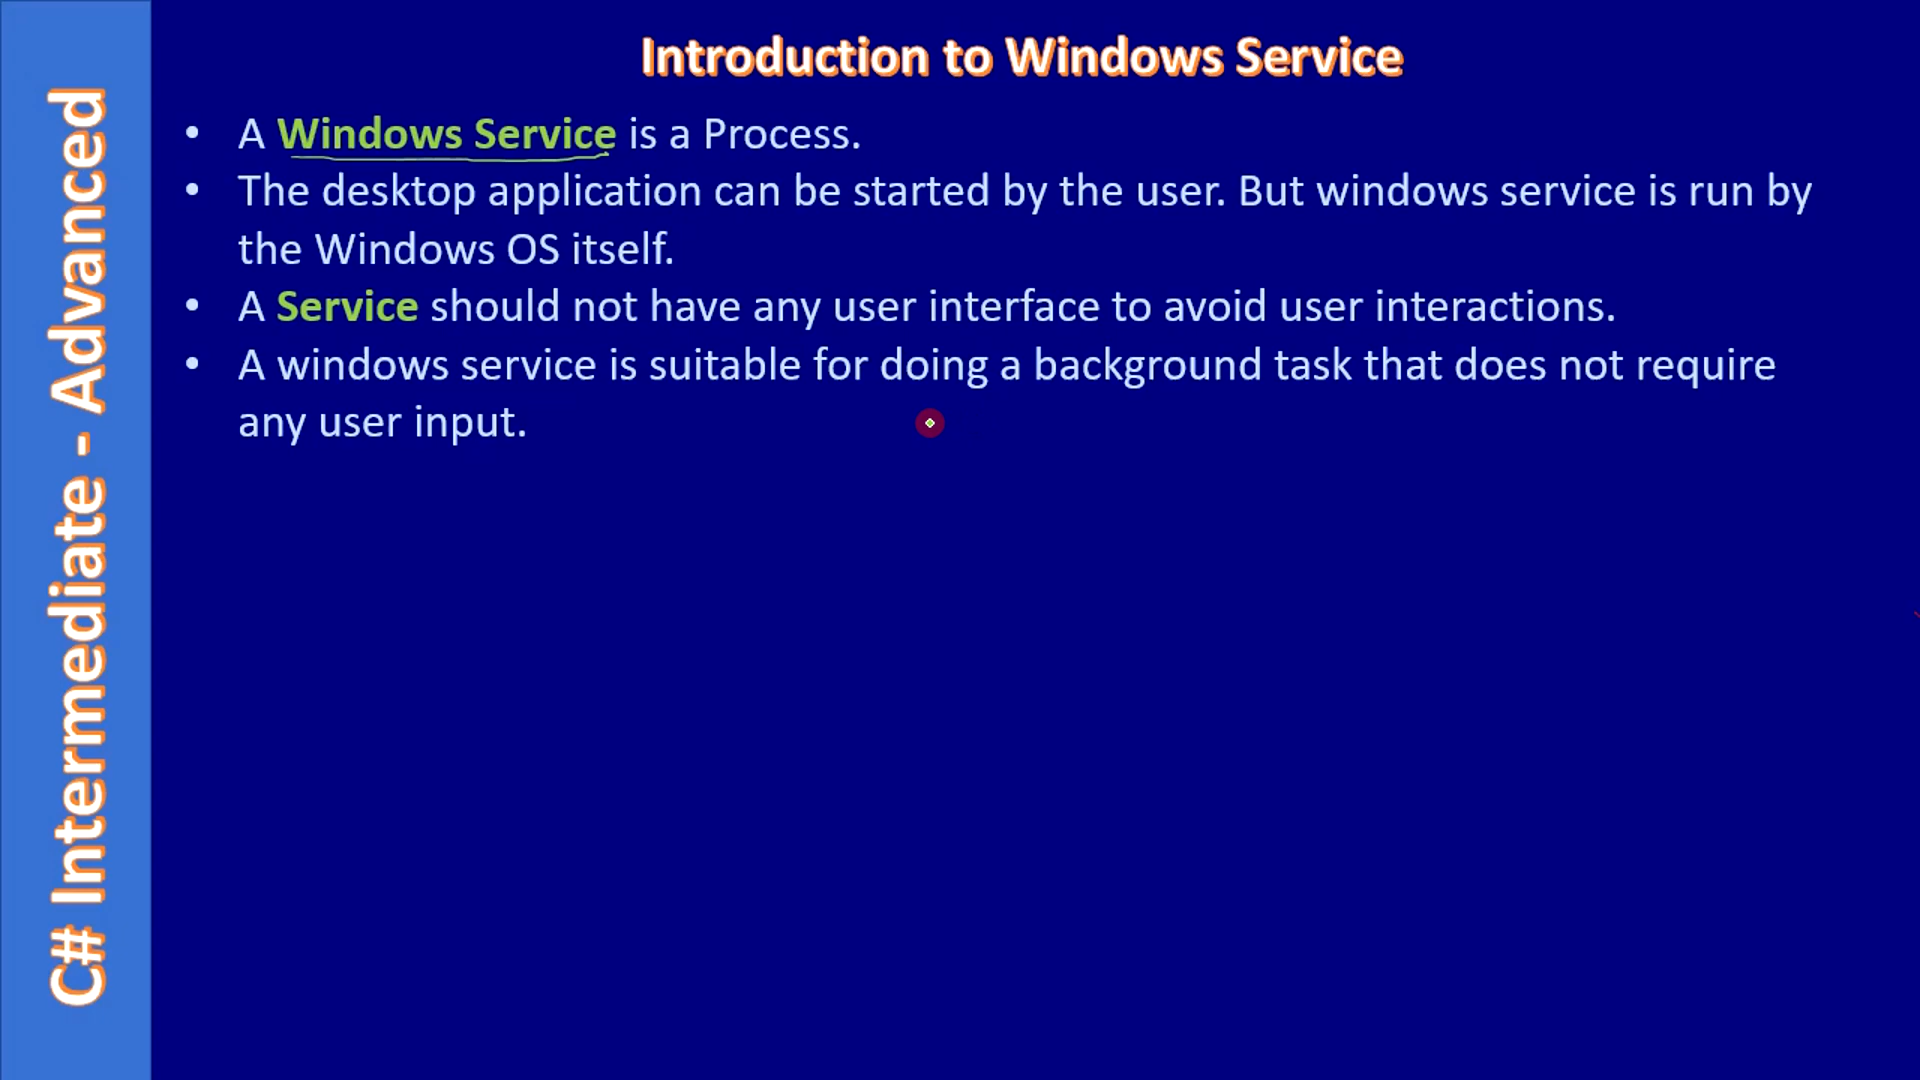 C# Intermediate - Advanced
Introduction to Windows Service
• A Windows Service is a Process.
• The desktop application can be started by the user. But windows service is run by
the Windows OS itself.
• A Service should not have any user interface to avoid user interactions.
• A windows service is suitable for doing a background task that does not require
any user input.